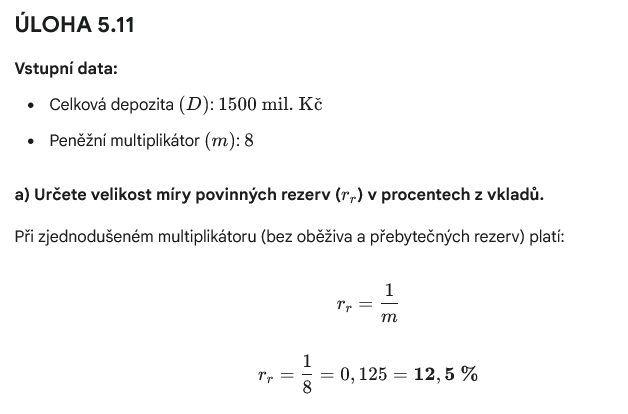 ÚLOHA 5.11
Vstupní data:
• Celková depozita (D): 1500 mil. Kč
• Peněžní multiplikátor (m): 8
a) Určete velikost míry povinných rezerv (r_r) v procentech z vkladů.
Při zjednodušeném multiplikátoru (bez oběživa a přebytečných rezerv) platí:
r_r = 1/m
r_r = 1/8 = 0,125 = 12,5 %